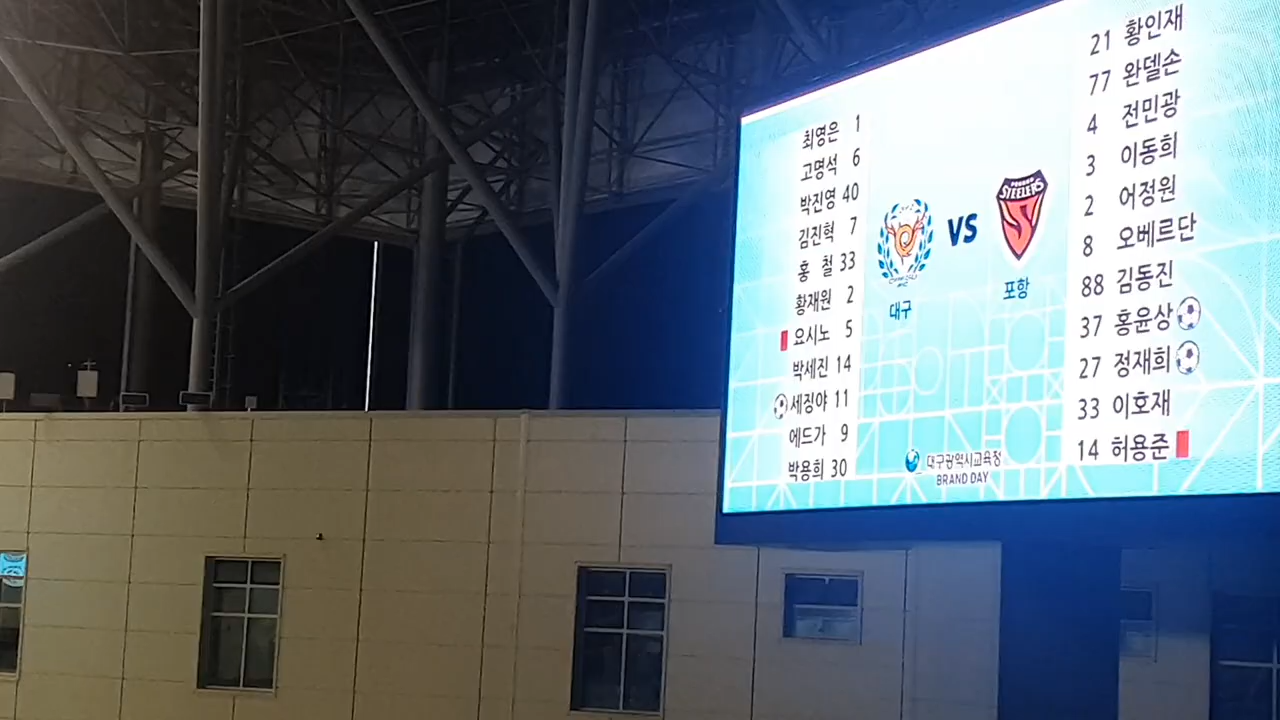 최영은 1
고명석 6
박진영 40
김진혁 7
홍 철 33
황재원 2
요시노 5
박세진 14
세징야 11
에드가 9
박용희 30
대구
VS
STEELERS
포항
대구광역시교육청
BRAND DAY
21 황인재
77 완델손
4 전민광
3 이동희
2 어정원
8 오베르단
88 김동진
37 홍윤상
27 정재희
33 이호재
14 허용준